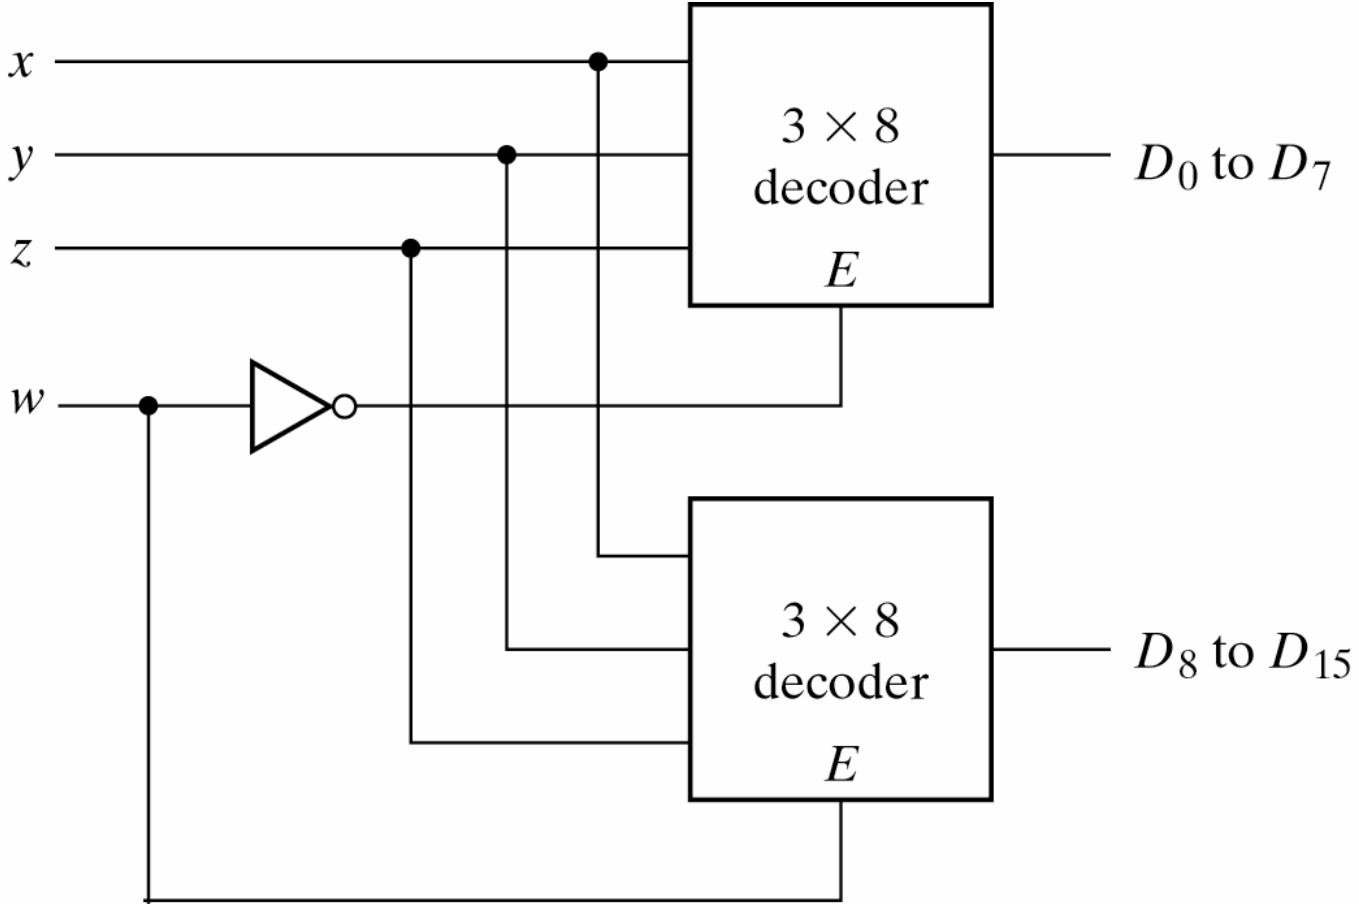 x
y
z
w
3 × 8
decoder
E
D₀ to D₇
3 × 8
decoder
E
D₈ to D₁₅